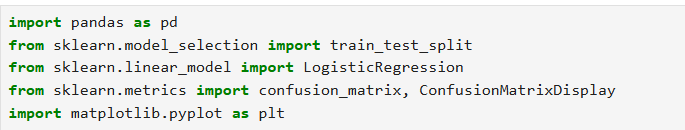 import pandas as pd
from sklearn.model_selection import train_test_split
from sklearn.linear_model import LogisticRegression
from sklearn.metrics import confusion_matrix, ConfusionMatrixDisplay
import matplotlib.pyplot as plt